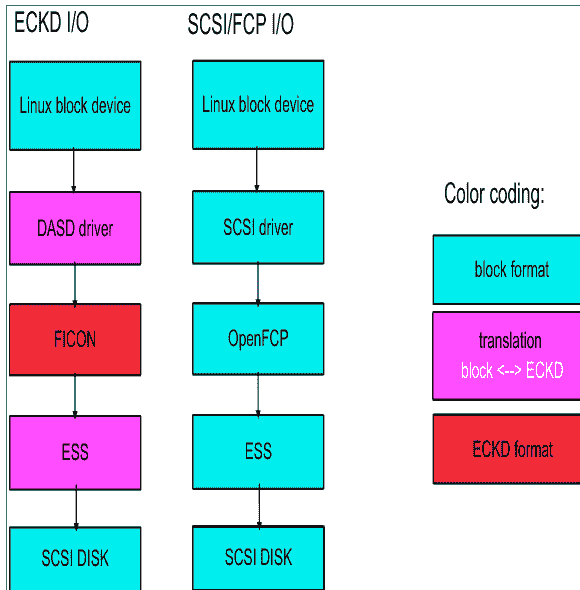 ECKD I/O
Linux block device
DASD driver
FICON
ESS
SCSI DISK
SCSI/FCP I/O
Linux block device
SCSI driver
OpenFCP
ESS
SCSI DISK
Color coding:
block format
translation
block <--> ECKD
ECKD format